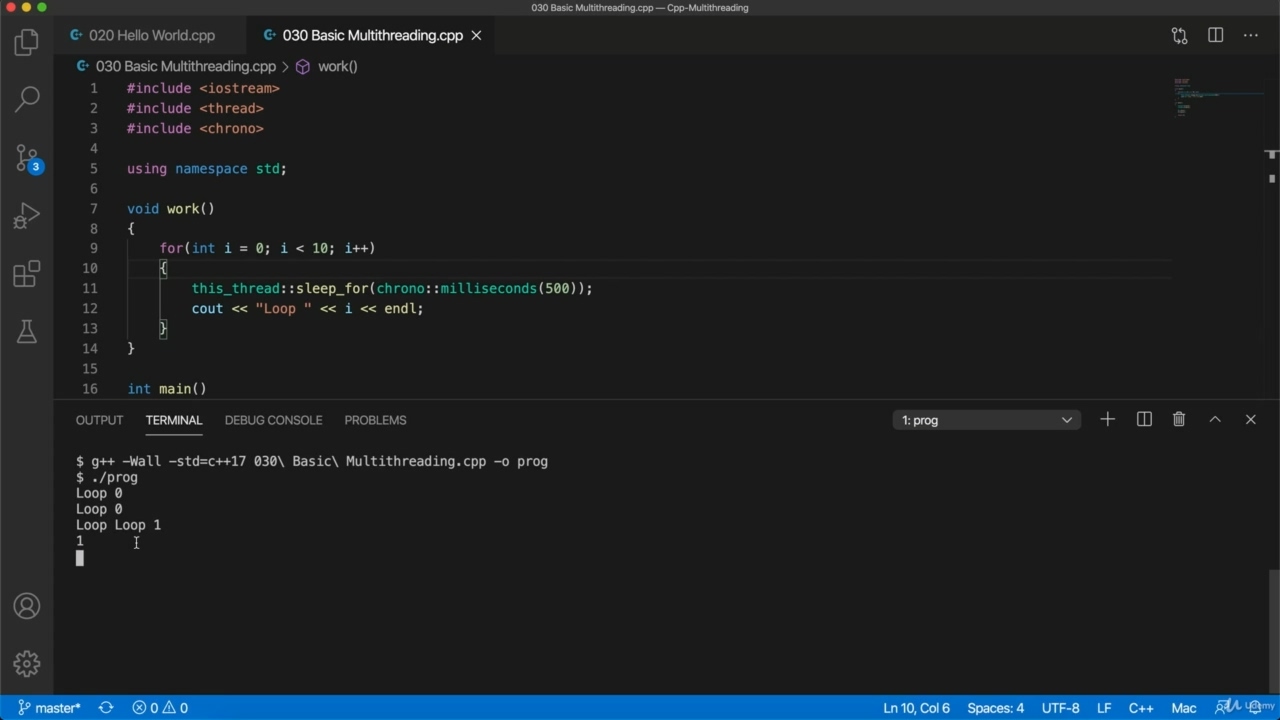 030 Basic Multithreading.cpp — Cpp-Multithreading
020 Hello World.cpp
030 Basic Multithreading.cpp
030 Basic Multithreading.cpp > work()
1 #include <iostream>
2 #include <thread>
3 #include <chrono>
4
5 using namespace std;
6
7 void work()
8 {
9 for(int i = 0; i < 10; i++)
10 {
11 this_thread::sleep_for(chrono::milliseconds(500));
12 cout << "Loop " << i << endl;
13 }
14 }
15
16 int main()
3
OUTPUT TERMINAL DEBUG CONSOLE PROBLEMS 1: prog
$ g++ -Wall -std=c++17 030\ Basic\ Multithreading.cpp -o prog
$ ./prog
Loop 0
Loop 0
Loop Loop 1
1
master* 0 0 Ln 10, Col 6 Spaces: 4 UTF-8 LF C++ Mac
Udemy